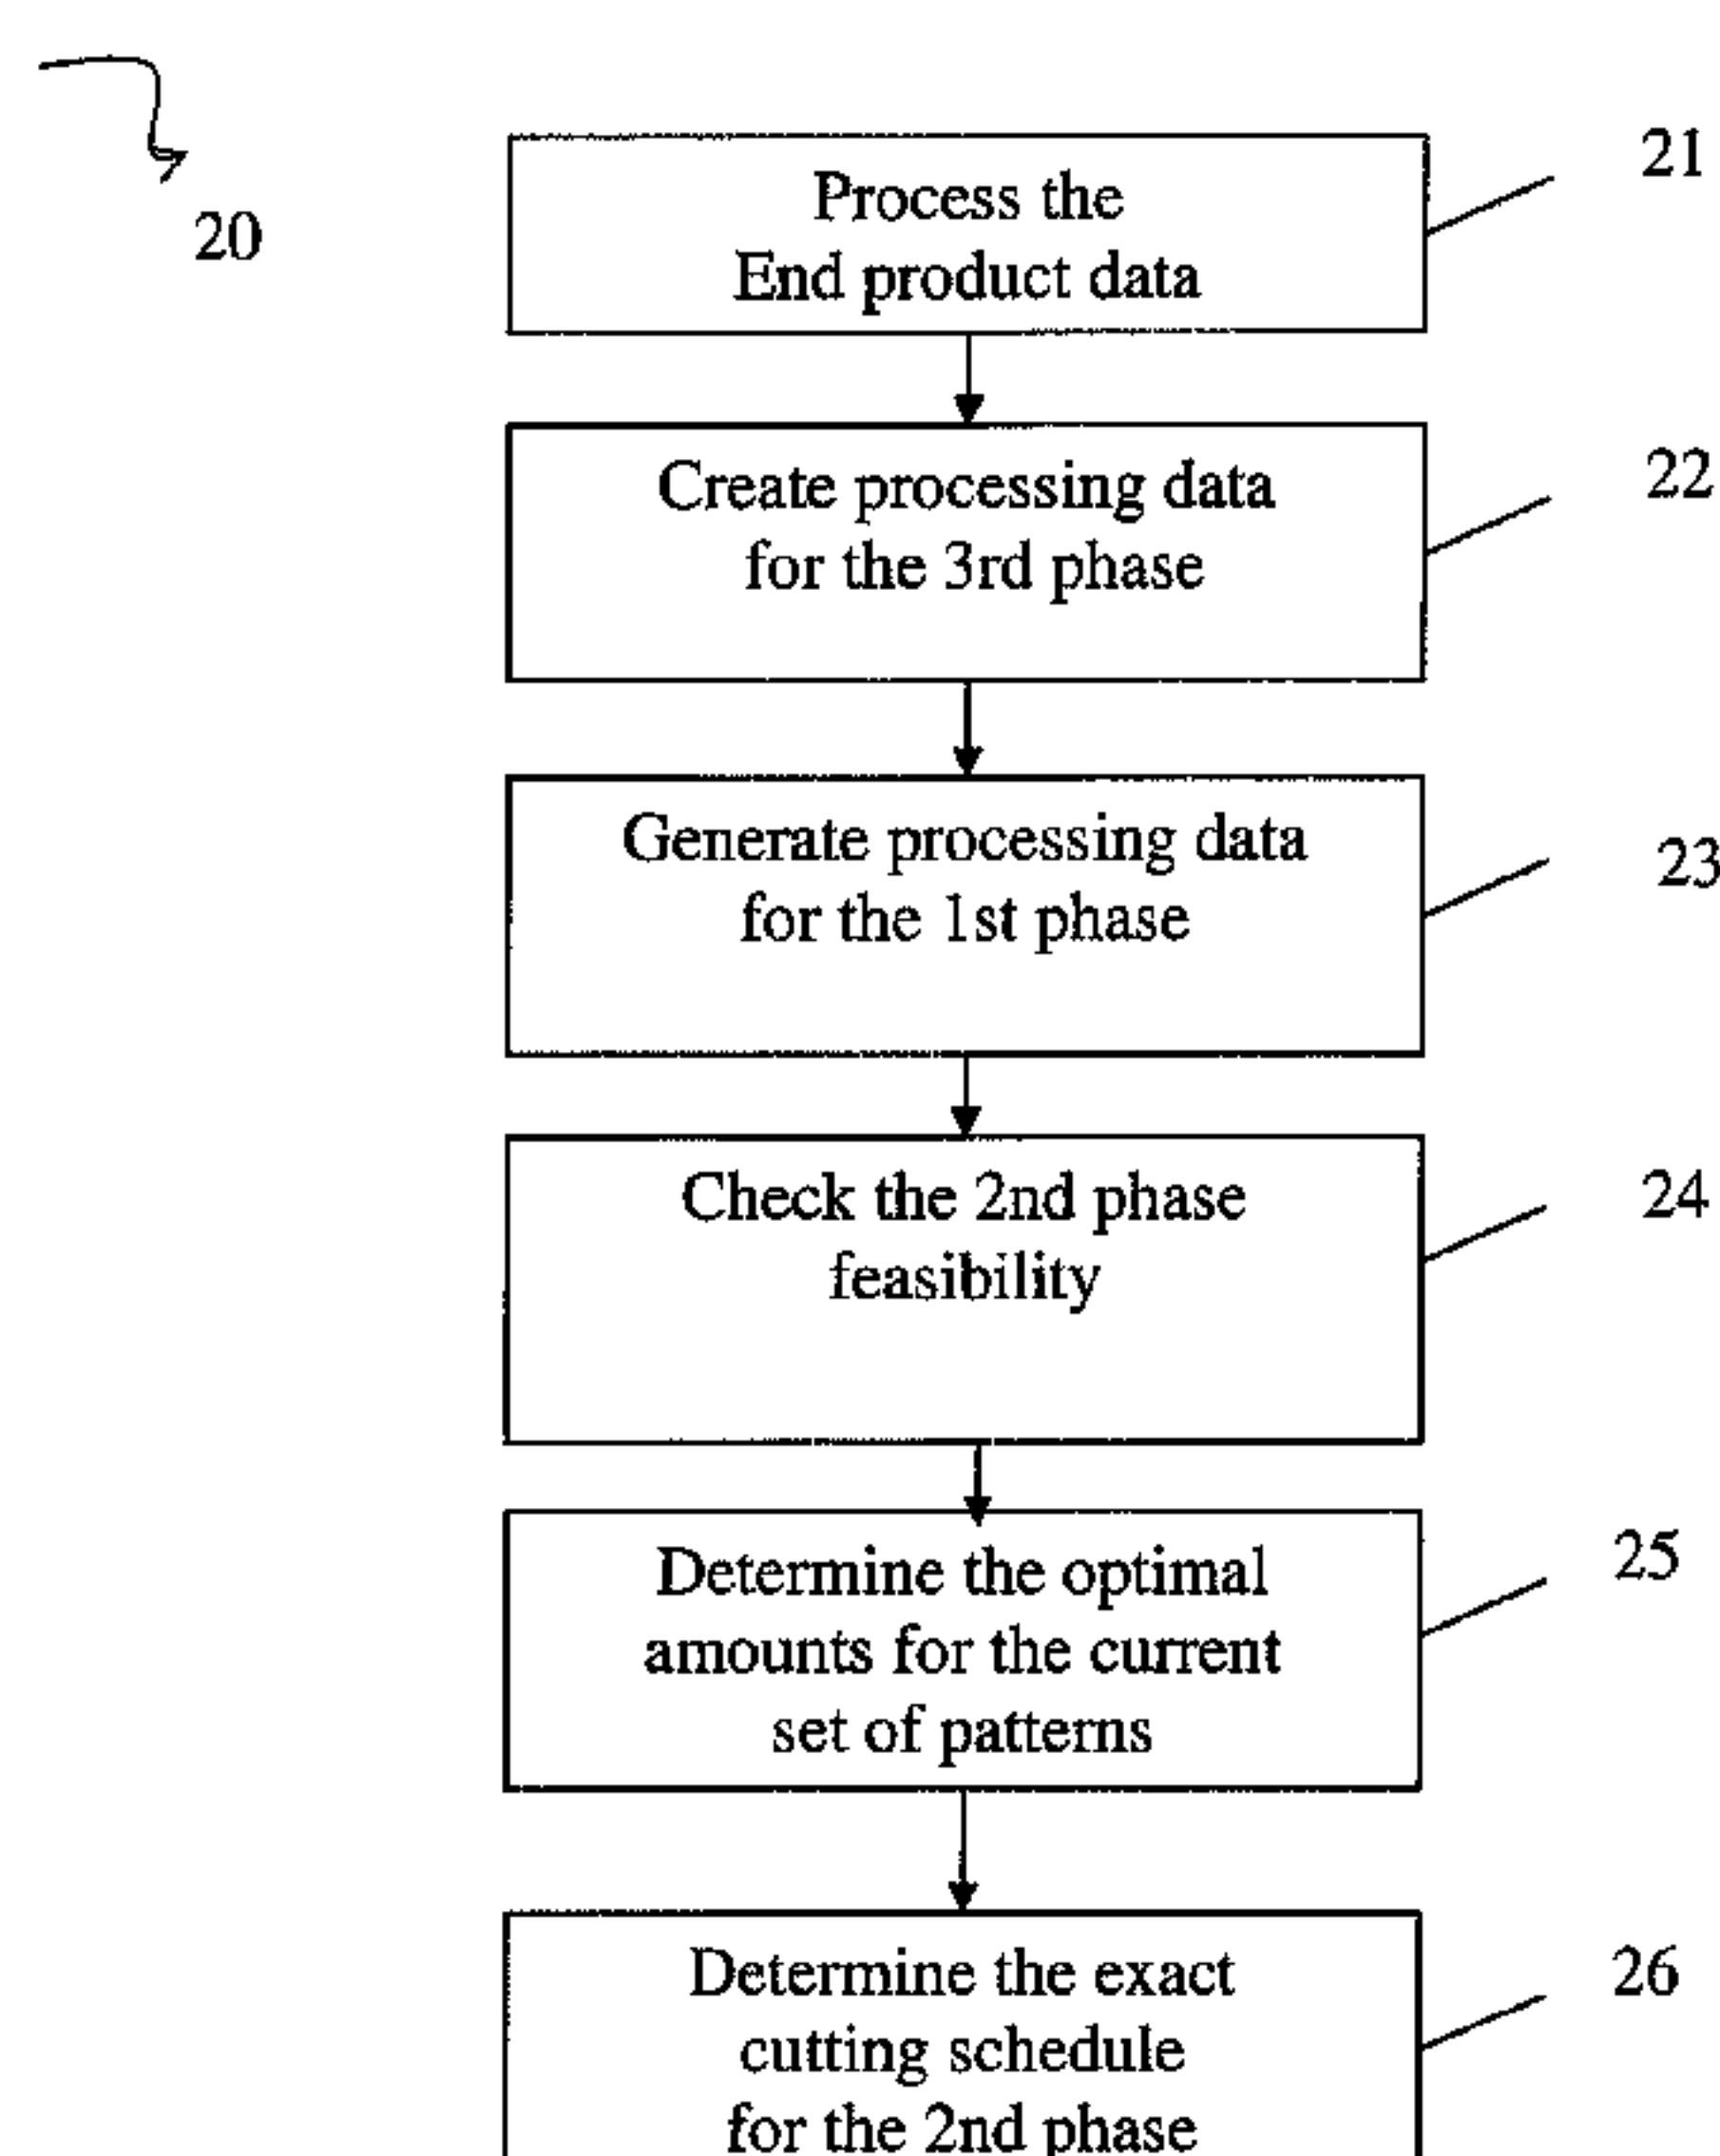 20
21
Process the
End product data
22
Create processing data
for the 3rd phase
23
Generate processing data
for the 1st phase
24
Check the 2nd phase
feasibility
25
Determine the optimal
amounts for the current
set of patterns
26
Determine the exact
cutting schedule
for the 2nd phase